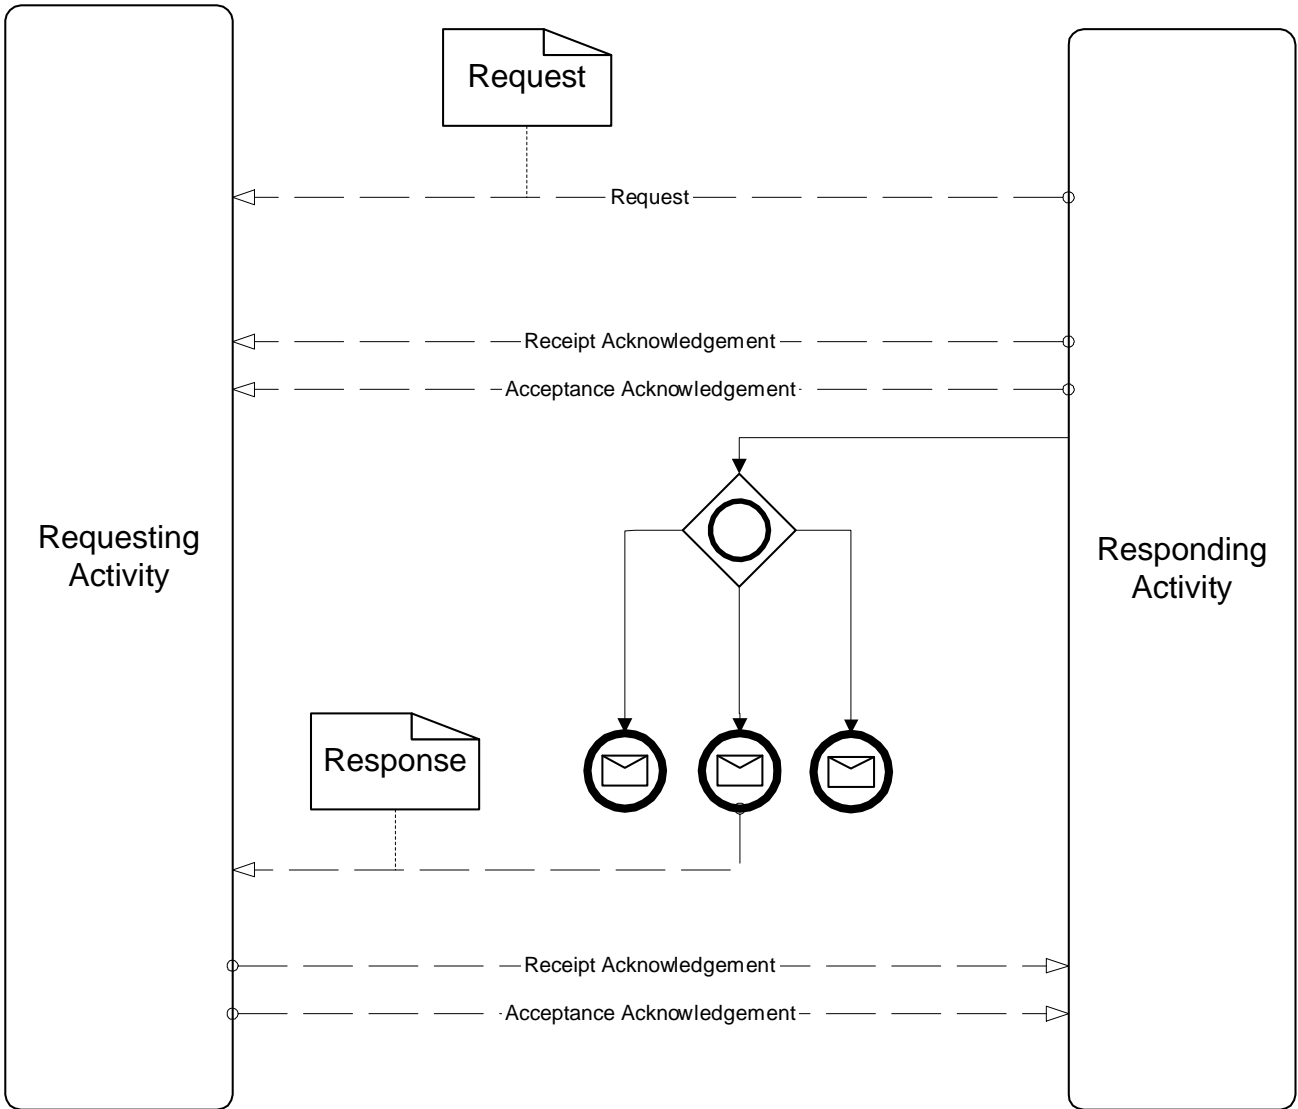 Request
Request
Receipt Acknowledgement
Acceptance Acknowledgement
Requesting
Activity
Responding
Activity
Response
Receipt Acknowledgement
Acceptance Acknowledgement